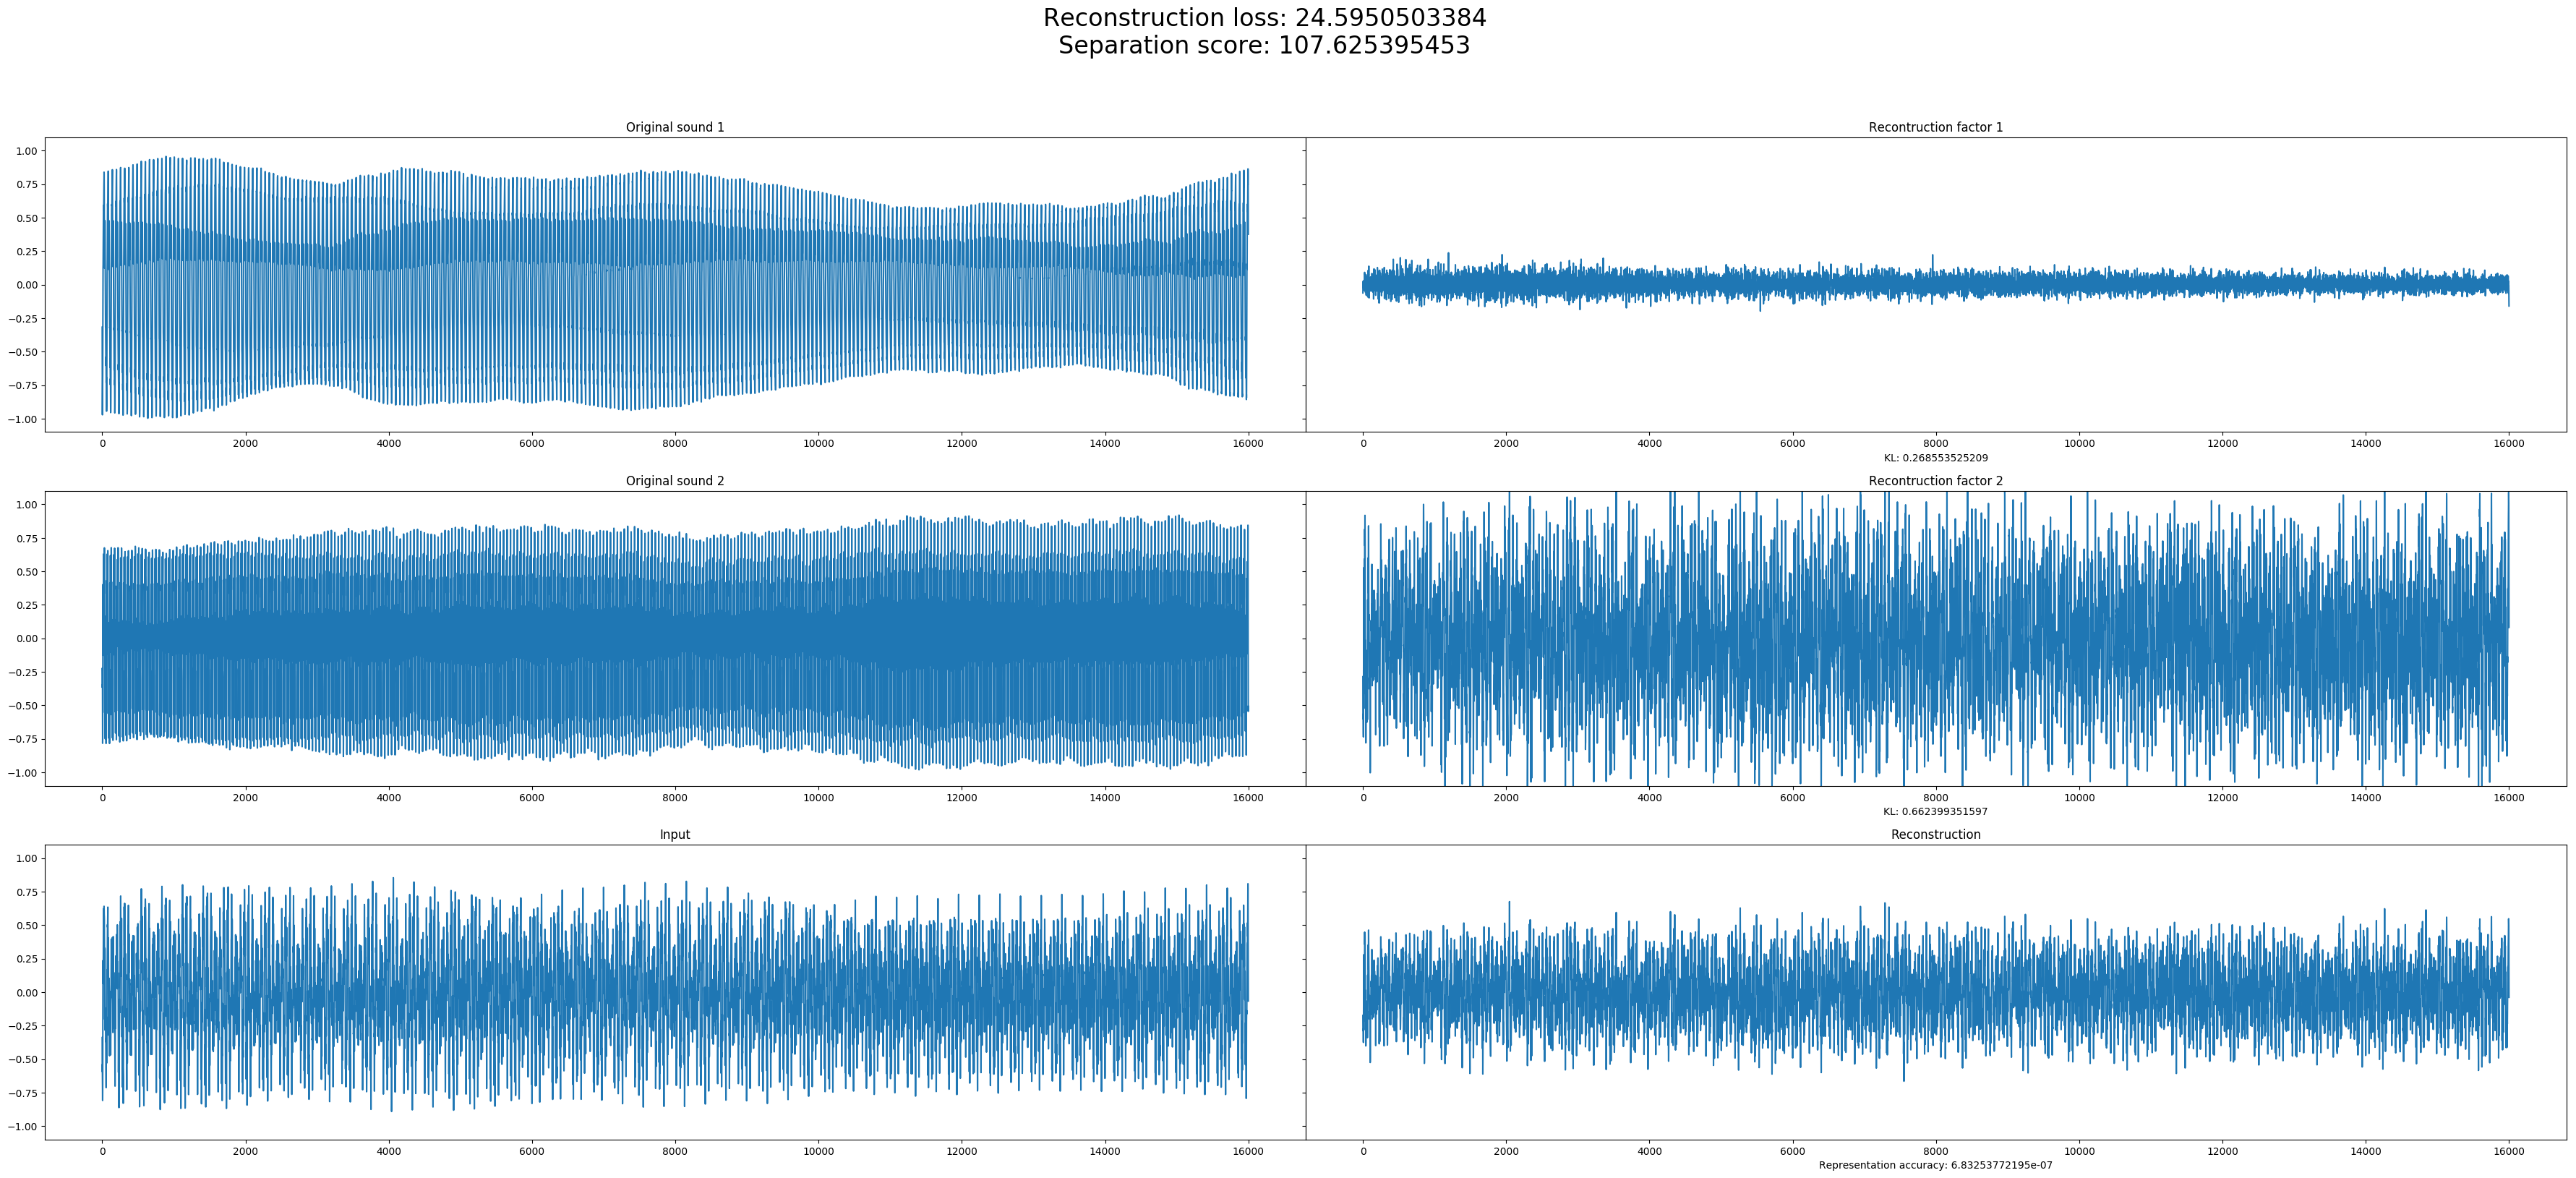 Reconstruction loss: 24.5950503384
Separation score: 107.625395453
Original sound 1
Recontruction factor 1
1.00
0.75
0.50
0.25
0.00
−0.25
−0.50
−0.75
−1.00
0 2000 4000 6000 8000 10000 12000 14000 16000
0 2000 4000 6000 8000 10000 12000 14000 16000
KL: 0.268553525209
Original sound 2
Recontruction factor 2
1.00
0.75
0.50
0.25
0.00
−0.25
−0.50
−0.75
−1.00
0 2000 4000 6000 8000 10000 12000 14000 16000
0 2000 4000 6000 8000 10000 12000 14000 16000
KL: 0.662399351597
Input
Reconstruction
1.00
0.75
0.50
0.25
0.00
−0.25
−0.50
−0.75
−1.00
0 2000 4000 6000 8000 10000 12000 14000 16000
0 2000 4000 6000 8000 10000 12000 14000 16000
Representation accuracy: 6.83253772195e-07